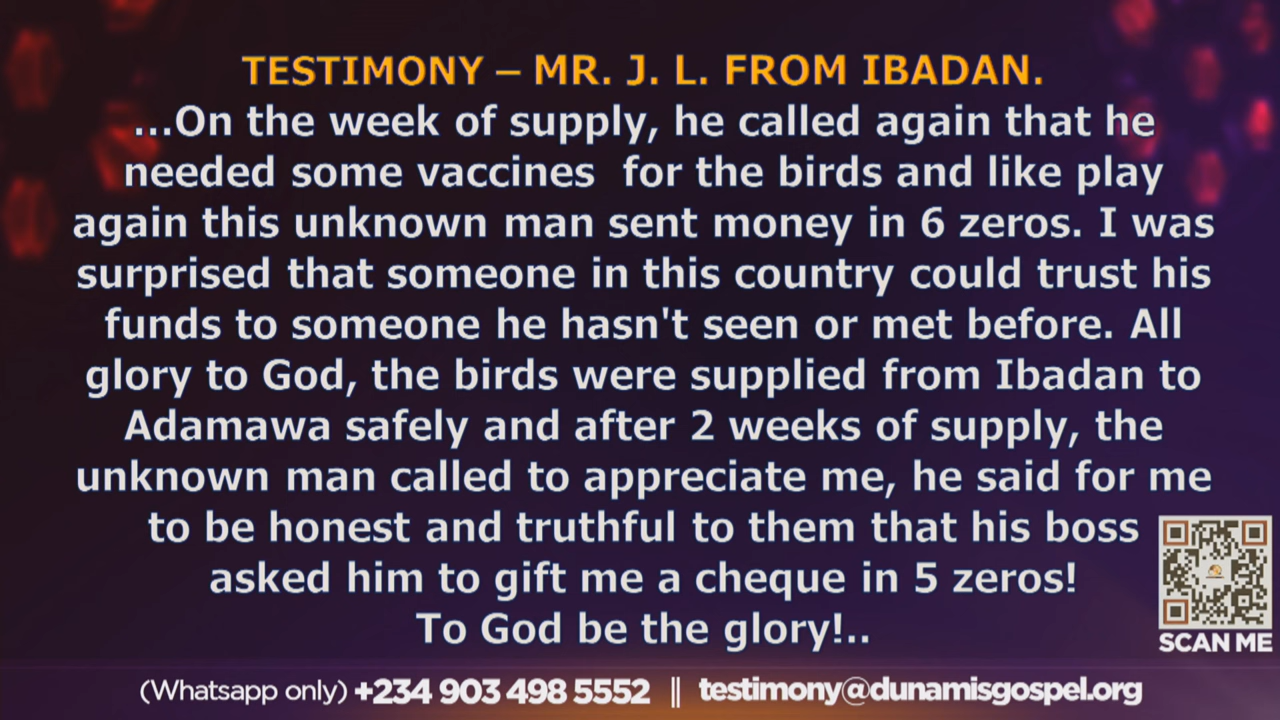 TESTIMONY – MR. J. L. FROM IBADAN.
...On the week of supply, he called again that he
needed some vaccines  for the birds and like play
again this unknown man sent money in 6 zeros. I was
surprised that someone in this country could trust his
funds to someone he hasn't seen or met before. All
glory to God, the birds were supplied from Ibadan to
Adamawa safely and after 2 weeks of supply, the
unknown man called to appreciate me, he said for me
to be honest and truthful to them that his boss
asked him to gift me a cheque in 5 zeros!
To God be the glory!..
SCAN ME
(Whatsapp only) +234 903 498 5552 || testimony@dunamisgospel.org